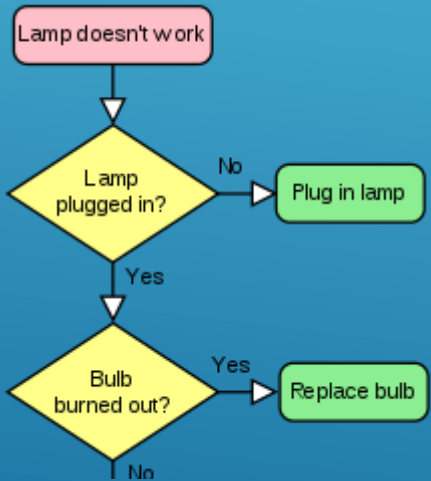 Lamp doesn't work
Lamp
plugged in?
No
Plug in lamp
Yes
Bulb
burned out?
Yes
Replace bulb
No